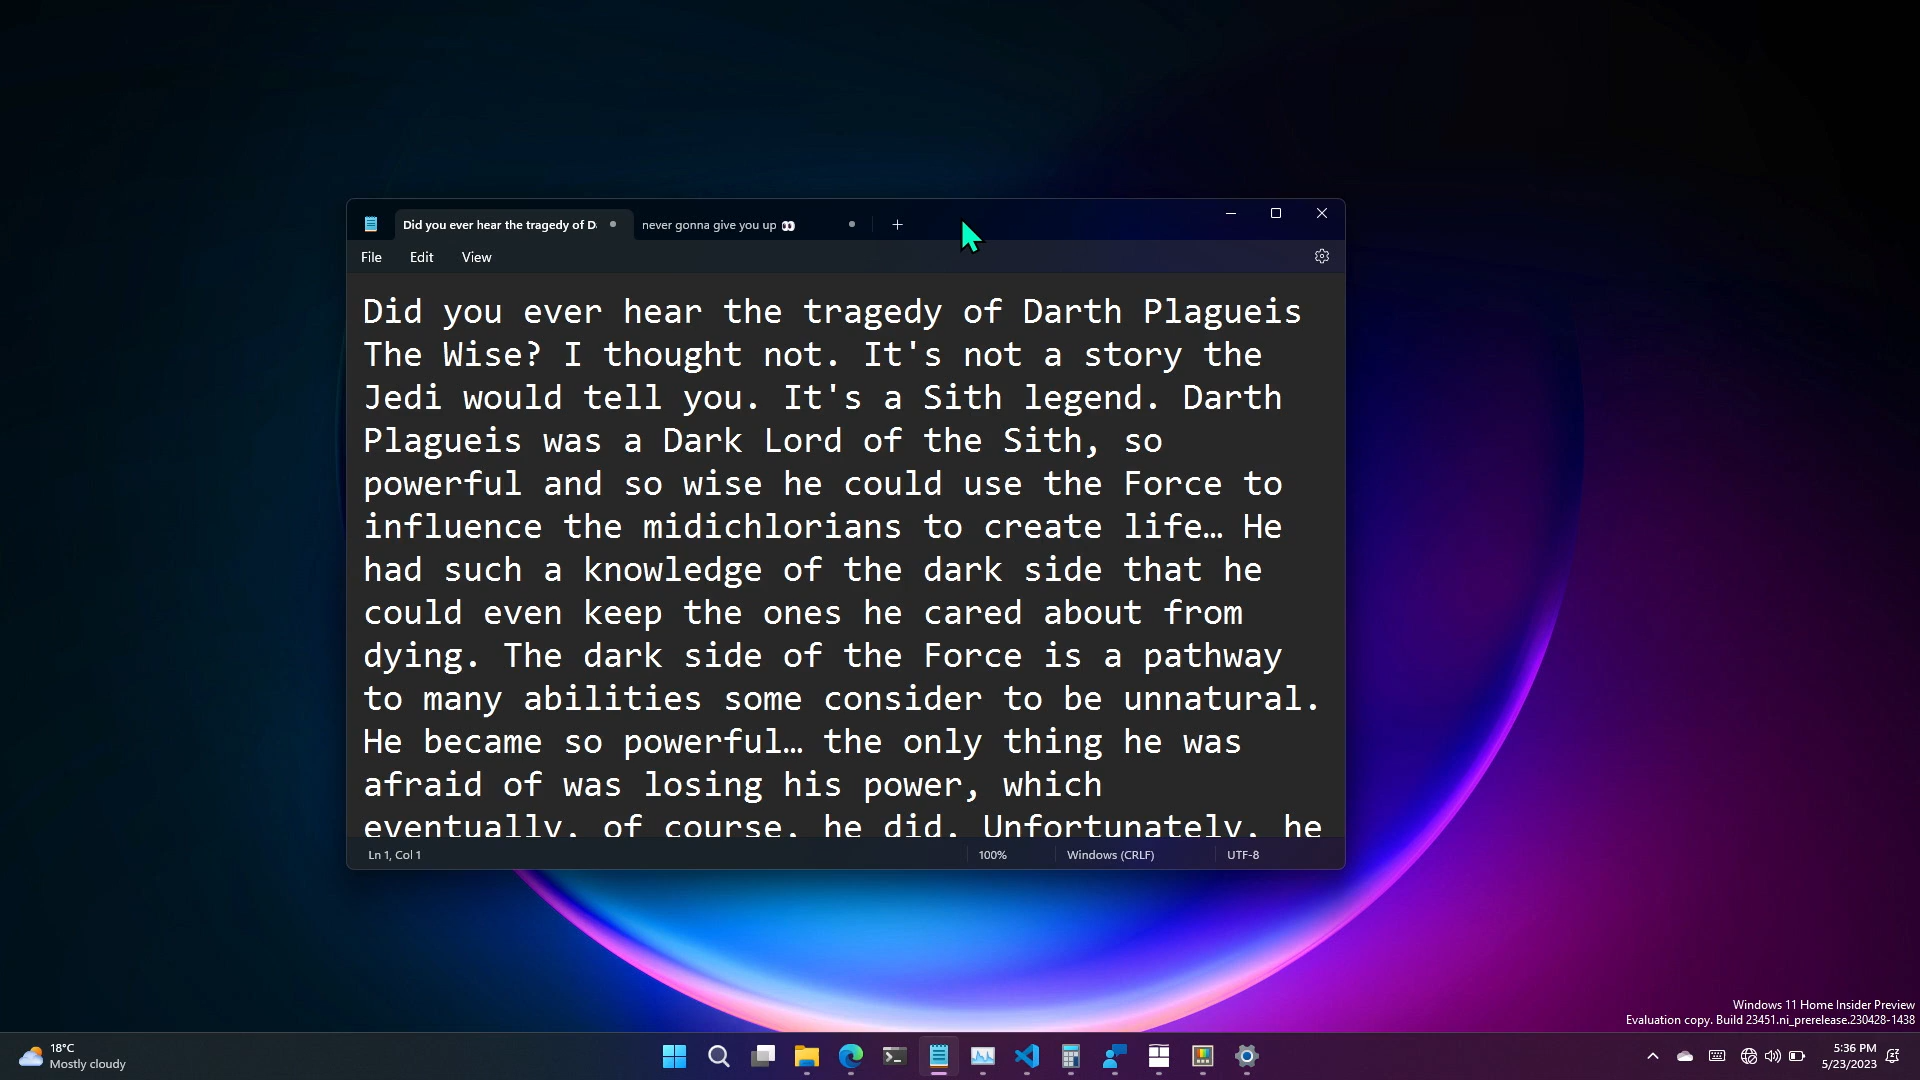 Did you ever hear the tragedy of D
never gonna give you up 👀
File Edit View
Did you ever hear the tragedy of Darth Plagueis
The Wise? I thought not. It's not a story the
Jedi would tell you. It's a Sith legend. Darth
Plagueis was a Dark Lord of the Sith, so
powerful and so wise he could use the Force to
influence the midichlorians to create life… He
had such a knowledge of the dark side that he
could even keep the ones he cared about from
dying. The dark side of the Force is a pathway
to many abilities some consider to be unnatural.
He became so powerful… the only thing he was
afraid of was losing his power, which
eventually, of course, he did. Unfortunately, he
Ln 1, Col 1 100% Windows (CRLF) UTF-8
Windows 11 Home Insider Preview
Evaluation copy. Build 23451.ni_prerelease.230428-1438
18°C
Mostly cloudy
5:36 PM
5/23/2023